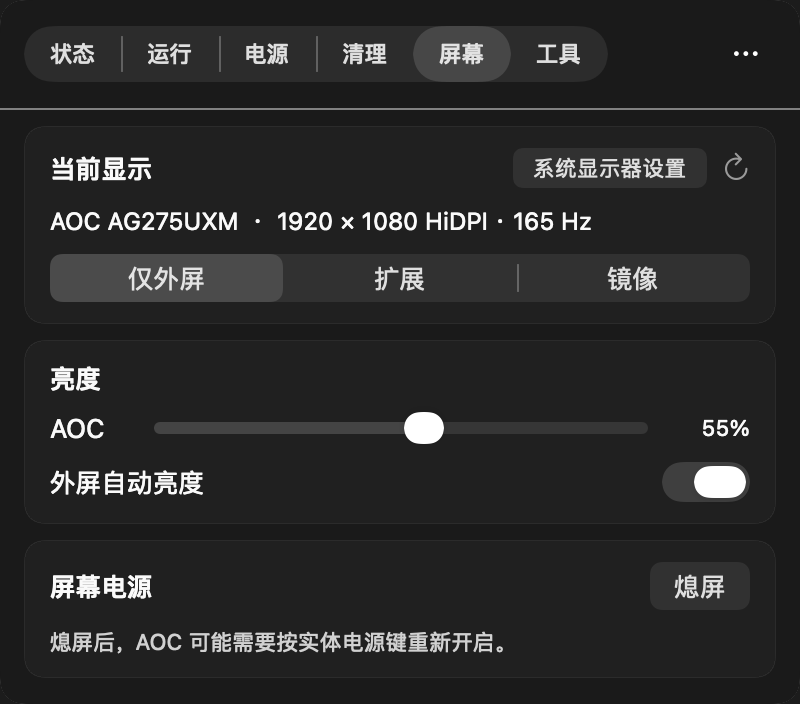 状态 运行 电源 清理 屏幕 工具 ···
当前显示 系统显示器设置
AOC AG275UXM · 1920 × 1080 HiDPI · 165 Hz
仅外屏 扩展 镜像
亮度
AOC 55%
外屏自动亮度
屏幕电源 熄屏
熄屏后，AOC 可能需要按实体电源键重新开启。